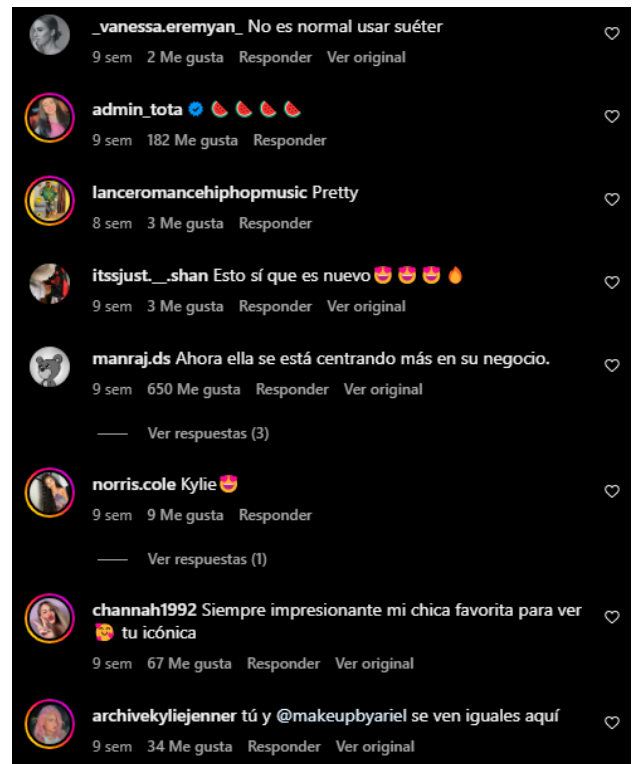 _vanessa.eremyan_ No es normal usar suéter
9 sem 2 Me gusta Responder Ver original
admin_tota 🍉 🍉 🍉 🍉
9 sem 182 Me gusta Responder
lanceromancehiphopmusic Pretty
8 sem 3 Me gusta Responder
itssjust.__.shan Esto sí que es nuevo😍 😍 😍 🔥
9 sem 3 Me gusta Responder Ver original
manraj.ds Ahora ella se está centrando más en su negocio.
9 sem 650 Me gusta Responder Ver original
Ver respuestas (3)
norris.cole Kylie😍
9 sem 9 Me gusta Responder
Ver respuestas (1)
channah1992 Siempre impresionante mi chica favorita para ver
🥰 tu icónica
9 sem 67 Me gusta Responder Ver original
archivekyliejenner tú y @makeupbyariel se ven iguales aquí
9 sem 34 Me gusta Responder Ver original